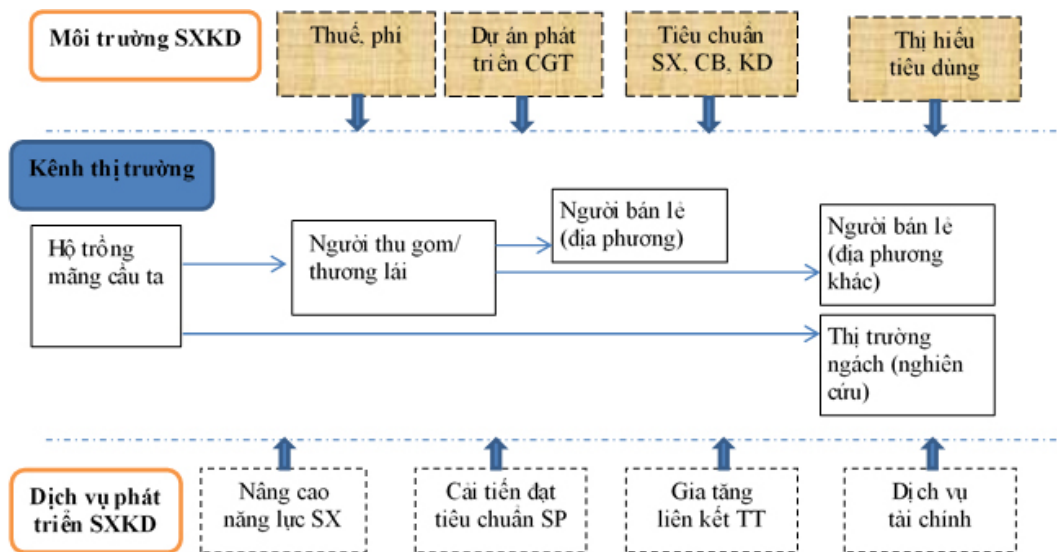 Môi trường SXKD
Thuế, phí
Dự án phát
triển CGT
Tiêu chuẩn
SX, CB, KD
Thị hiếu
tiêu dùng
Kênh thị trường
Hộ trồng
mãng cầu ta
Người thu gom/
thương lái
Người bán lẻ
(địa phương)
Người bán lẻ
(địa phương
khác)
Thị trường
ngách (nghiên
cứu)
Dịch vụ phát
triển SXKD
Nâng cao
năng lực SX
Cải tiến đạt
tiêu chuẩn SP
Gia tăng
liên kết TT
Dịch vụ
tài chính